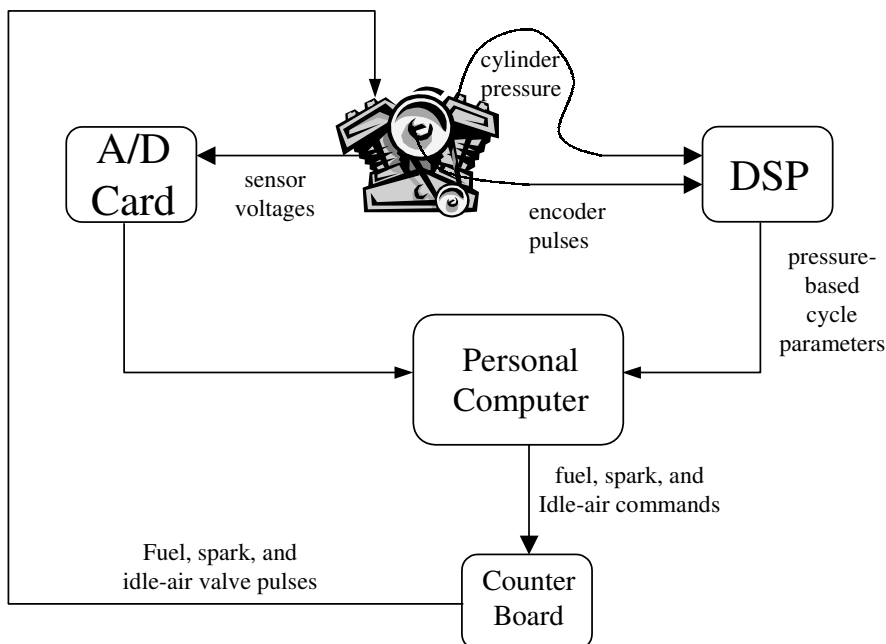 cylinder
pressure
A/D
Card
sensor
voltages
DSP
encoder
pulses
pressure-
based
cycle
parameters
Personal
Computer
fuel, spark, and
Idle-air commands
Fuel, spark, and
idle-air valve pulses
Counter
Board